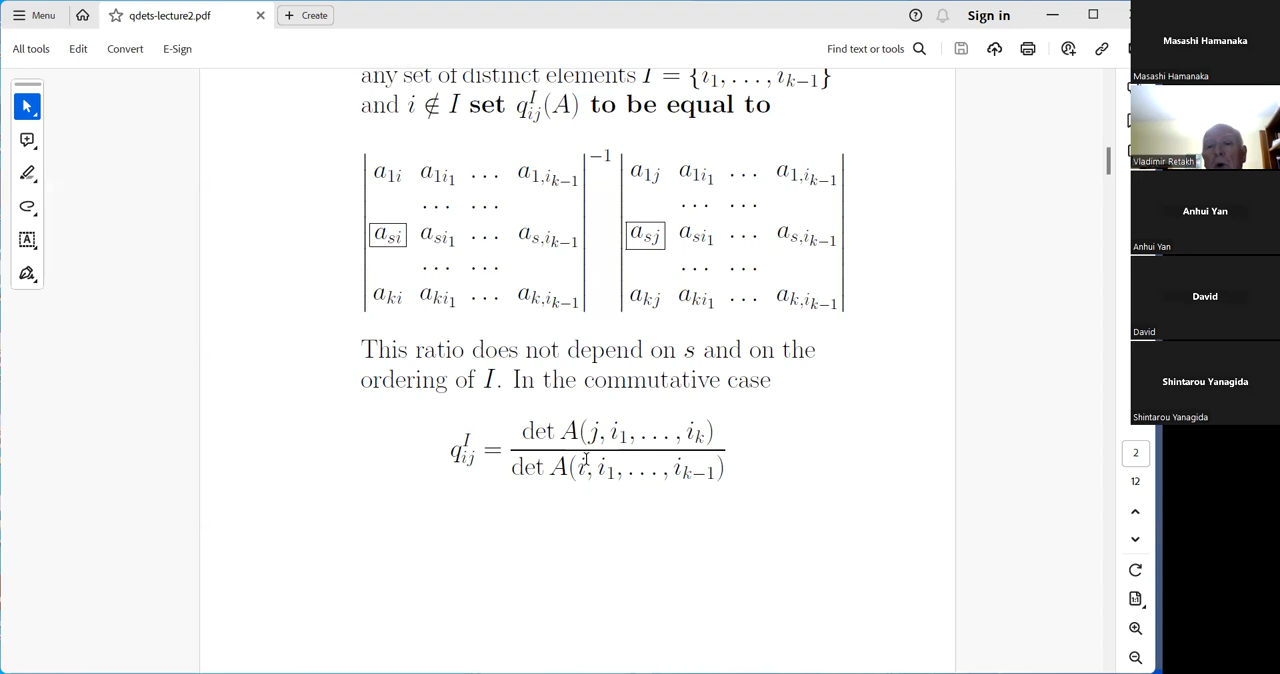 Menu qdets-lecture2.pdf Create Sign in
All tools Edit Convert E-Sign Find text or tools
any set of distinct elements I = {i_1, . . . , i_{k−1}}
and i ∉ I set q_{ij}^I(A) to be equal to
| a_{1i} a_{1i_1} . . . a_{1,i_{k−1}} |^{−1} | a_{1j} a_{1i_1} . . . a_{1,i_{k−1}} |
. . . . . . . . . . . .
a_{si} a_{si_1} . . . a_{s,i_{k−1}} a_{sj} a_{si_1} . . . a_{s,i_{k−1}}
. . . . . . . . . . . .
a_{ki} a_{ki_1} . . . a_{k,i_{k−1}} a_{kj} a_{ki_1} . . . a_{k,i_{k−1}}
This ratio does not depend on s and on the
ordering of I. In the commutative case
q_{ij}^I = \frac{det A(j, i_1, . . . , i_k)}{det A(i, i_1, . . . , i_{k−1})}
Masashi Hamanaka
Masashi Hamanaka
Vladimir Retakh
Anhui Yan
Anhui Yan
David
David
Shintarou Yanagida
Shintarou Yanagida
2
12
1:1